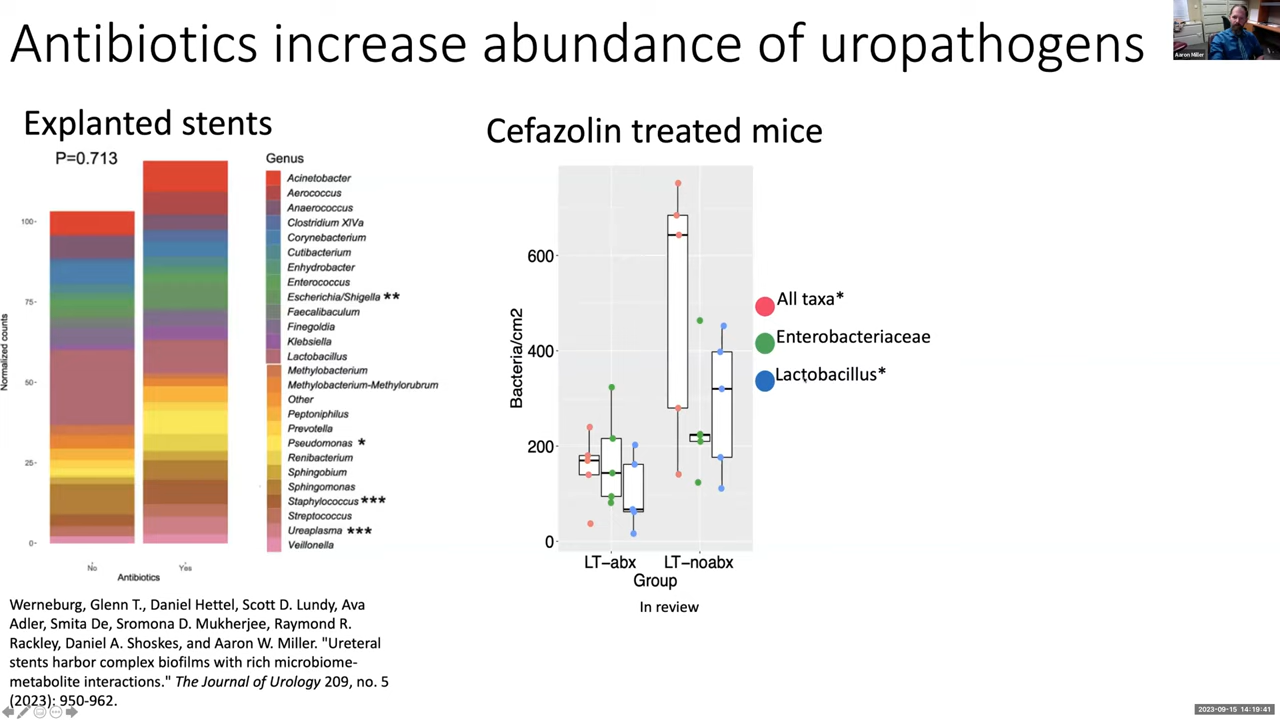 Antibiotics increase abundance of uropathogens
Aaron Miller
Explanted stents
P=0.713
Normalized counts
100-
75-
50-
25-
0-
No
Yes
Antibiotics
Genus
Acinetobacter
Aerococcus
Anaerococcus
Clostridium XIVa
Corynebacterium
Cutibacterium
Enhydrobacter
Enterococcus
Escherichia/Shigella **
Faecalibaculum
Finegoldia
Klebsiella
Lactobacillus
Methylobacterium
Methylobacterium-Methylorubrum
Other
Peptoniphilus
Prevotella
Pseudomonas *
Renibacterium
Sphingobium
Sphingomonas
Staphylococcus ***
Streptococcus
Ureaplasma ***
Veillonella
Cefazolin treated mice
Bacteria/cm2
600
400
200
0
LT-abx
LT-noabx
Group
In review
All taxa*
Enterobacteriaceae
Lactobacillus*
Werneburg, Glenn T., Daniel Hettel, Scott D. Lundy, Ava
Adler, Smita De, Sromona D. Mukherjee, Raymond R.
Rackley, Daniel A. Shoskes, and Aaron W. Miller. "Ureteral
stents harbor complex biofilms with rich microbiome-
metabolite interactions." The Journal of Urology 209, no. 5
(2023): 950-962.
2023-09-15 14:19:41